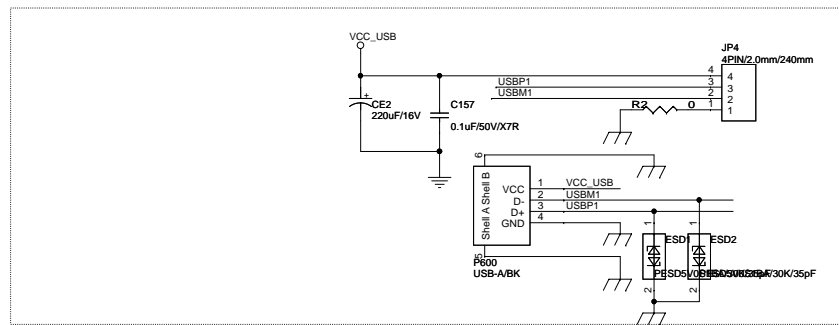 VCC_USB
JP4
4PIN/2.0mm/240mm
4 4
USBP1 3 3
USBM1 2 2
R2 0 1 1
CE2
220uF/16V
C157
0.1uF/50V/X7R
6
Shell A Shell B
VCC 1 VCC_USB
D- 2 USBM1
D+ 3 USBP1
GND 4
5
P600
USB-A/BK
1 1
ESD1 ESD2
2 2